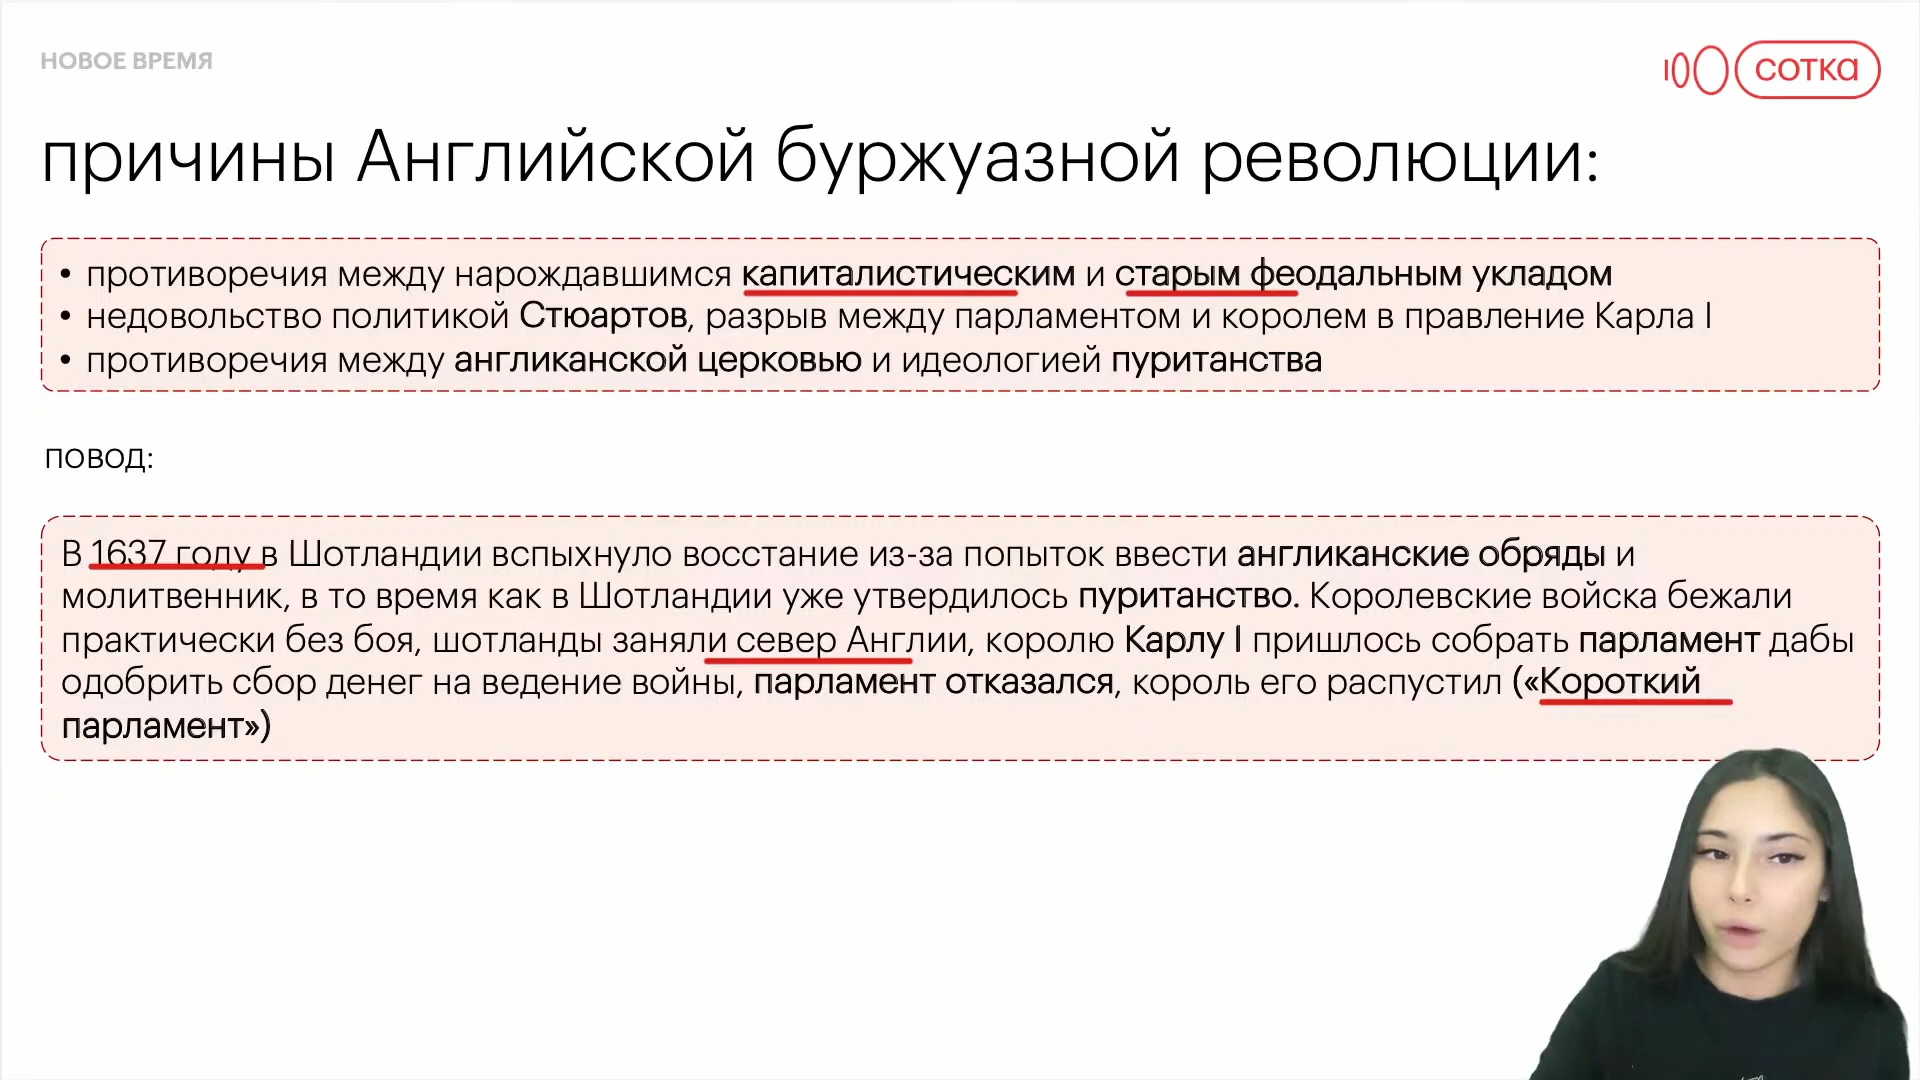 НОВОЕ ВРЕМЯ
100 сотка
причины Английской буржуазной революции:
• противоречия между нарождавшимся капиталистическим и старым феодальным укладом
• недовольство политикой Стюартов, разрыв между парламентом и королем в правление Карла I
• противоречия между англиканской церковью и идеологией пуританства
повод:
В 1637 году в Шотландии вспыхнуло восстание из-за попыток ввести англиканские обряды и
молитвенник, в то время как в Шотландии уже утвердилось пуританство. Королевские войска бежали
практически без боя, шотланды заняли север Англии, королю Карлу I пришлось собрать парламент дабы
одобрить сбор денег на ведение войны, парламент отказался, король его распустил («Короткий
парламент»)